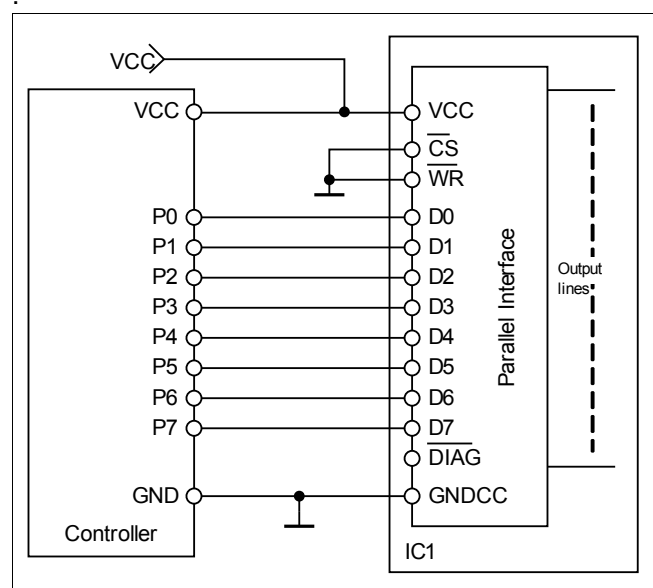 VCC
VCC VCC
CS
WR
P0 D0
P1 D1
P2 D2
P3 D3
P4 D4
P5 D5
P6 D6
P7 D7
DIAG
GND GNDCC
Controller
IC1
Parallel Interface
Output
lines